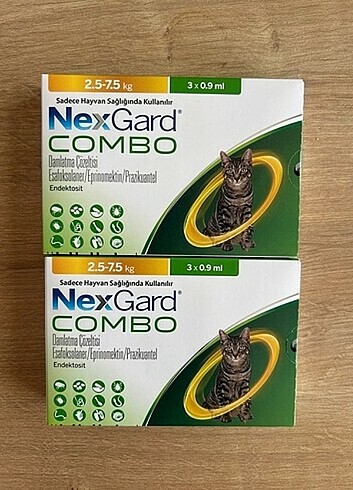 2.5-7.5 kg
3 x 0.9 ml
Sadece Hayvan Sağlığında Kullanılır
NexGard®
COMBO
Damlatma Çözeltisi
Esafoksolaner/Eprinomektin/Prazikuantel
Endektosit
2.5-7.5 kg
3 x 0.9 ml
Sadece Hayvan Sağlığında Kullanılır
NexGard®
COMBO
Damlatma Çözeltisi
Esafoksolaner/Eprinomektin/Prazikuantel
Endektosit